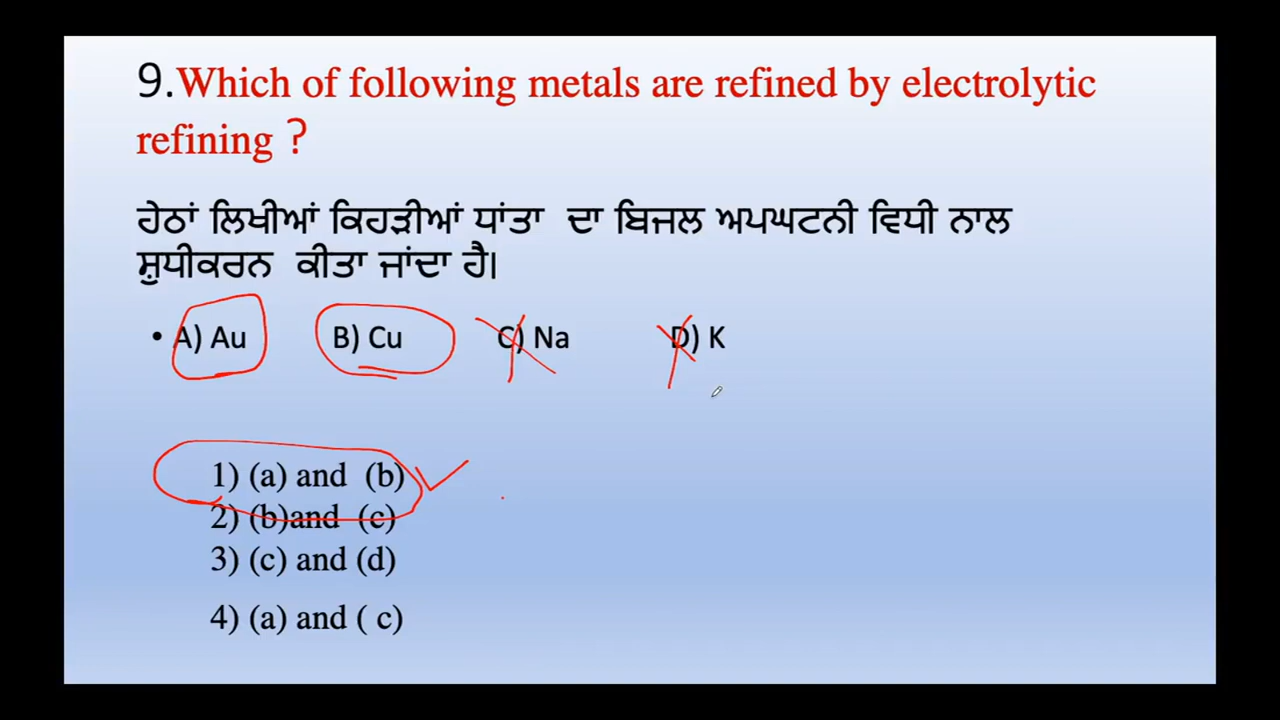 9.Which of following metals are refined by electrolytic
refining ?
ਹੇਠਾਂ ਲਿਖੀਆਂ ਕਿਹੜੀਆਂ ਧਾਂਤਾ ਦਾ ਬਿਜਲ ਅਪਘਟਨੀ ਵਿਧੀ ਨਾਲ
ਸ਼ੁਧੀਕਰਨ ਕੀਤਾ ਜਾਂਦਾ ਹੈ।
• A) Au B) Cu C) Na D) K
1) (a) and (b)
2) (b)and (c)
3) (c) and (d)
4) (a) and ( c)